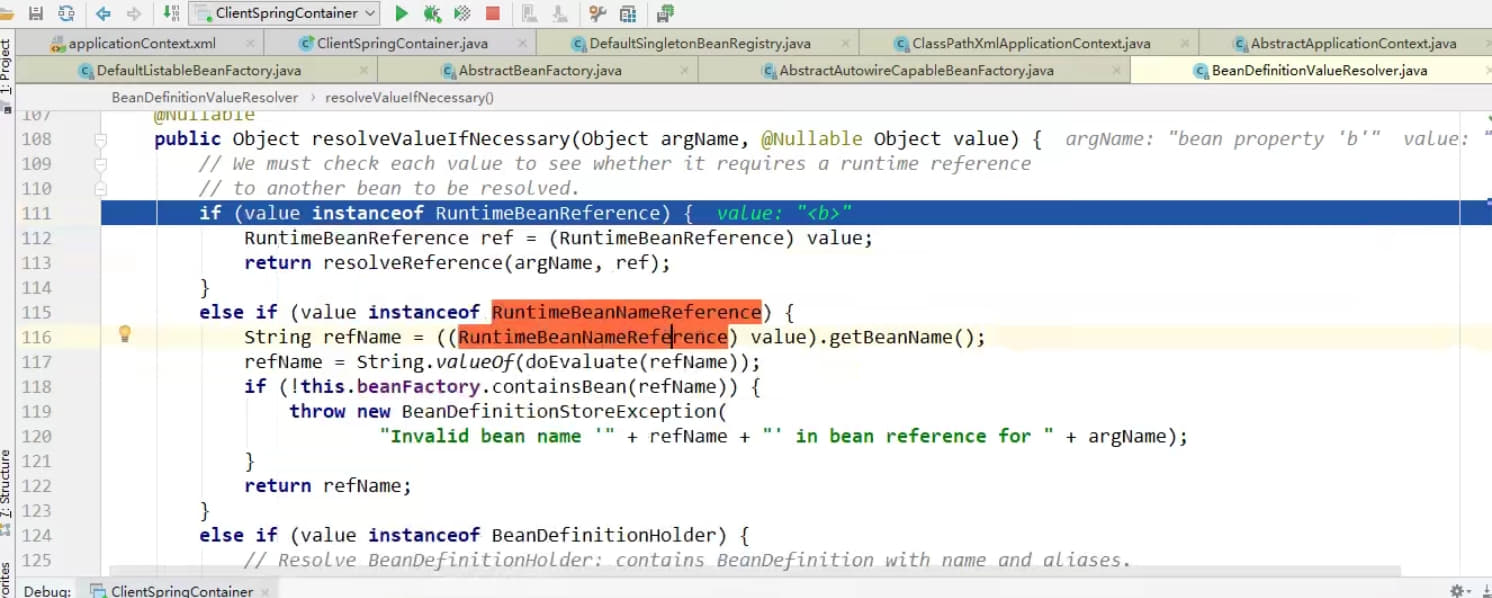 ClientSpringContainer
applicationContext.xml ClientSpringContainer.java DefaultSingletonBeanRegistry.java ClassPathXmlApplicationContext.java AbstractApplicationContext.java
DefaultListableBeanFactory.java AbstractBeanFactory.java AbstractAutowireCapableBeanFactory.java BeanDefinitionValueResolver.java
1: Project
BeanDefinitionValueResolver › resolveValueIfNecessary()
107 @Nullable
108 public Object resolveValueIfNecessary(Object argName, @Nullable Object value) { argName: "bean property 'b'" value: "
109 // We must check each value to see whether it requires a runtime reference
110 // to another bean to be resolved.
111 if (value instanceof RuntimeBeanReference) { value: "<b>"
112 RuntimeBeanReference ref = (RuntimeBeanReference) value;
113 return resolveReference(argName, ref);
114 }
115 else if (value instanceof RuntimeBeanNameReference) {
116 String refName = ((RuntimeBeanNameReference) value).getBeanName();
117 refName = String.valueOf(doEvaluate(refName));
118 if (!this.beanFactory.containsBean(refName)) {
119 throw new BeanDefinitionStoreException(
120 "Invalid bean name '" + refName + "' in bean reference for " + argName);
121 }
122 return refName;
123 }
124 else if (value instanceof BeanDefinitionHolder) {
125 // Resolve BeanDefinitionHolder: contains BeanDefinition with name and aliases.
7: Structure
Debug: ClientSpringContainer